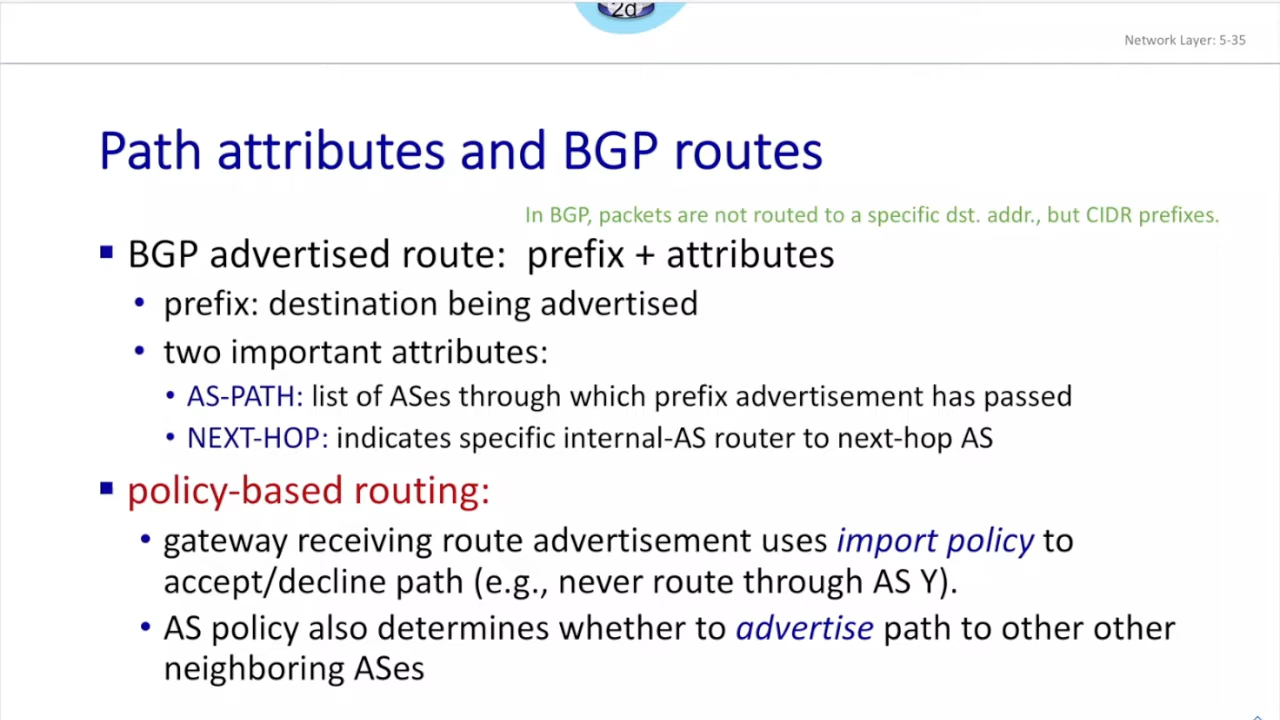 2d
Network Layer: 5-35
Path attributes and BGP routes
In BGP, packets are not routed to a specific dst. addr., but CIDR prefixes.
▪ BGP advertised route: prefix + attributes
• prefix: destination being advertised
• two important attributes:
• AS-PATH: list of ASes through which prefix advertisement has passed
• NEXT-HOP: indicates specific internal-AS router to next-hop AS
▪ policy-based routing:
• gateway receiving route advertisement uses import policy to
accept/decline path (e.g., never route through AS Y).
• AS policy also determines whether to advertise path to other other
neighboring ASes